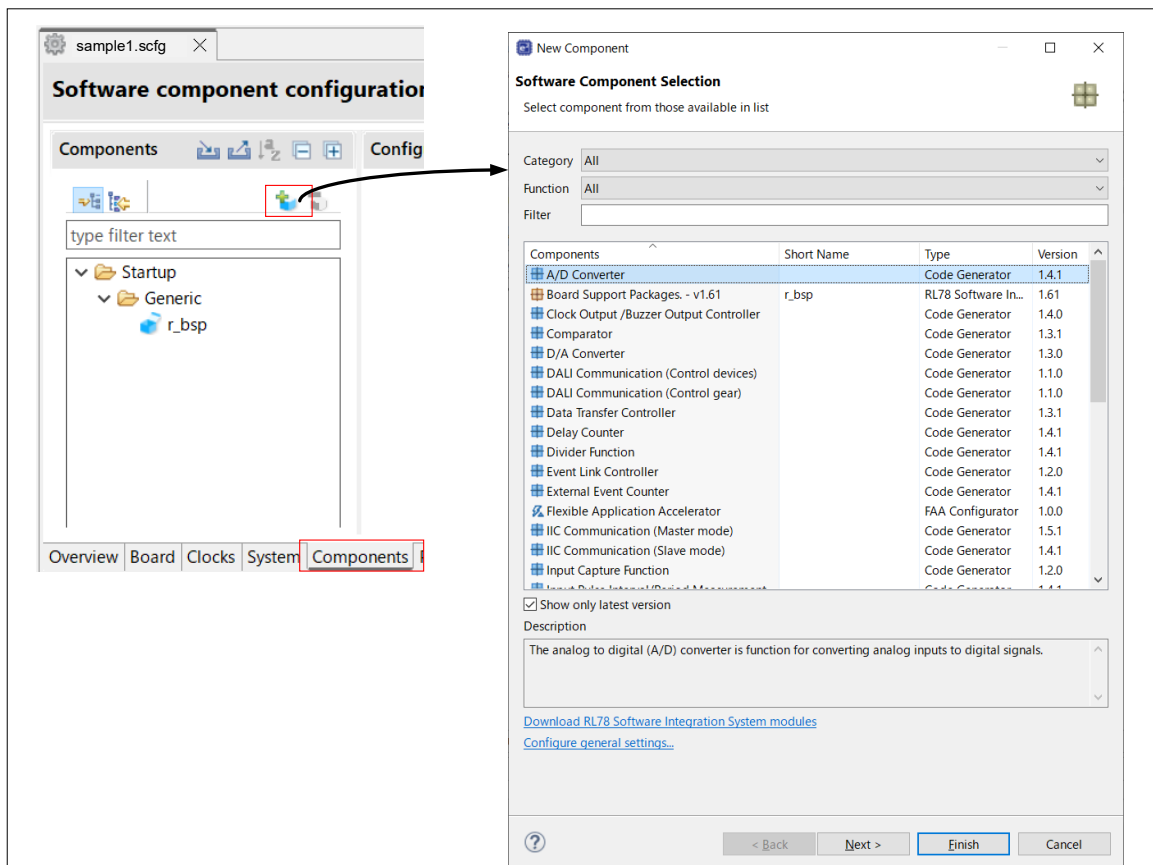 sample1.scfg
Software component configuration
Components
Config
type filter text
Startup
Generic
r_bsp
Overview Board Clocks System Components
New Component
Software Component Selection
Select component from those available in list
Category All
Function All
Filter
Components Short Name Type Version
A/D Converter Code Generator 1.4.1
Board Support Packages. - v1.61 r_bsp RL78 Software In... 1.61
Clock Output /Buzzer Output Controller Code Generator 1.4.0
Comparator Code Generator 1.3.1
D/A Converter Code Generator 1.3.0
DALI Communication (Control devices) Code Generator 1.1.0
DALI Communication (Control gear) Code Generator 1.1.0
Data Transfer Controller Code Generator 1.3.1
Delay Counter Code Generator 1.4.1
Divider Function Code Generator 1.4.1
Event Link Controller Code Generator 1.2.0
External Event Counter Code Generator 1.4.1
Flexible Application Accelerator FAA Configurator 1.0.0
IIC Communication (Master mode) Code Generator 1.5.1
IIC Communication (Slave mode) Code Generator 1.4.1
Input Capture Function Code Generator 1.2.0
Input Pulse Interval/Period Measurement Code Generator 1.4.1
Show only latest version
Description
The analog to digital (A/D) converter is function for converting analog inputs to digital signals.
Download RL78 Software Integration System modules
Configure general settings...
< Back Next > Finish Cancel